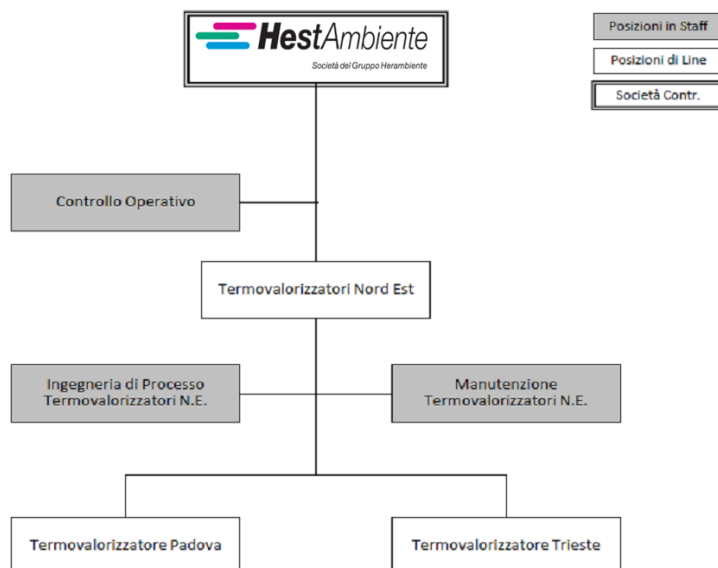 HestAmbiente
Società del Gruppo Herambiente
Posizioni in Staff
Posizioni di Line
Società Contr.
Controllo Operativo
Termovalorizzatori Nord Est
Ingegneria di Processo
Termovalorizzatori N.E.
Manutenzione
Termovalorizzatori N.E.
Termovalorizzatore Padova
Termovalorizzatore Trieste